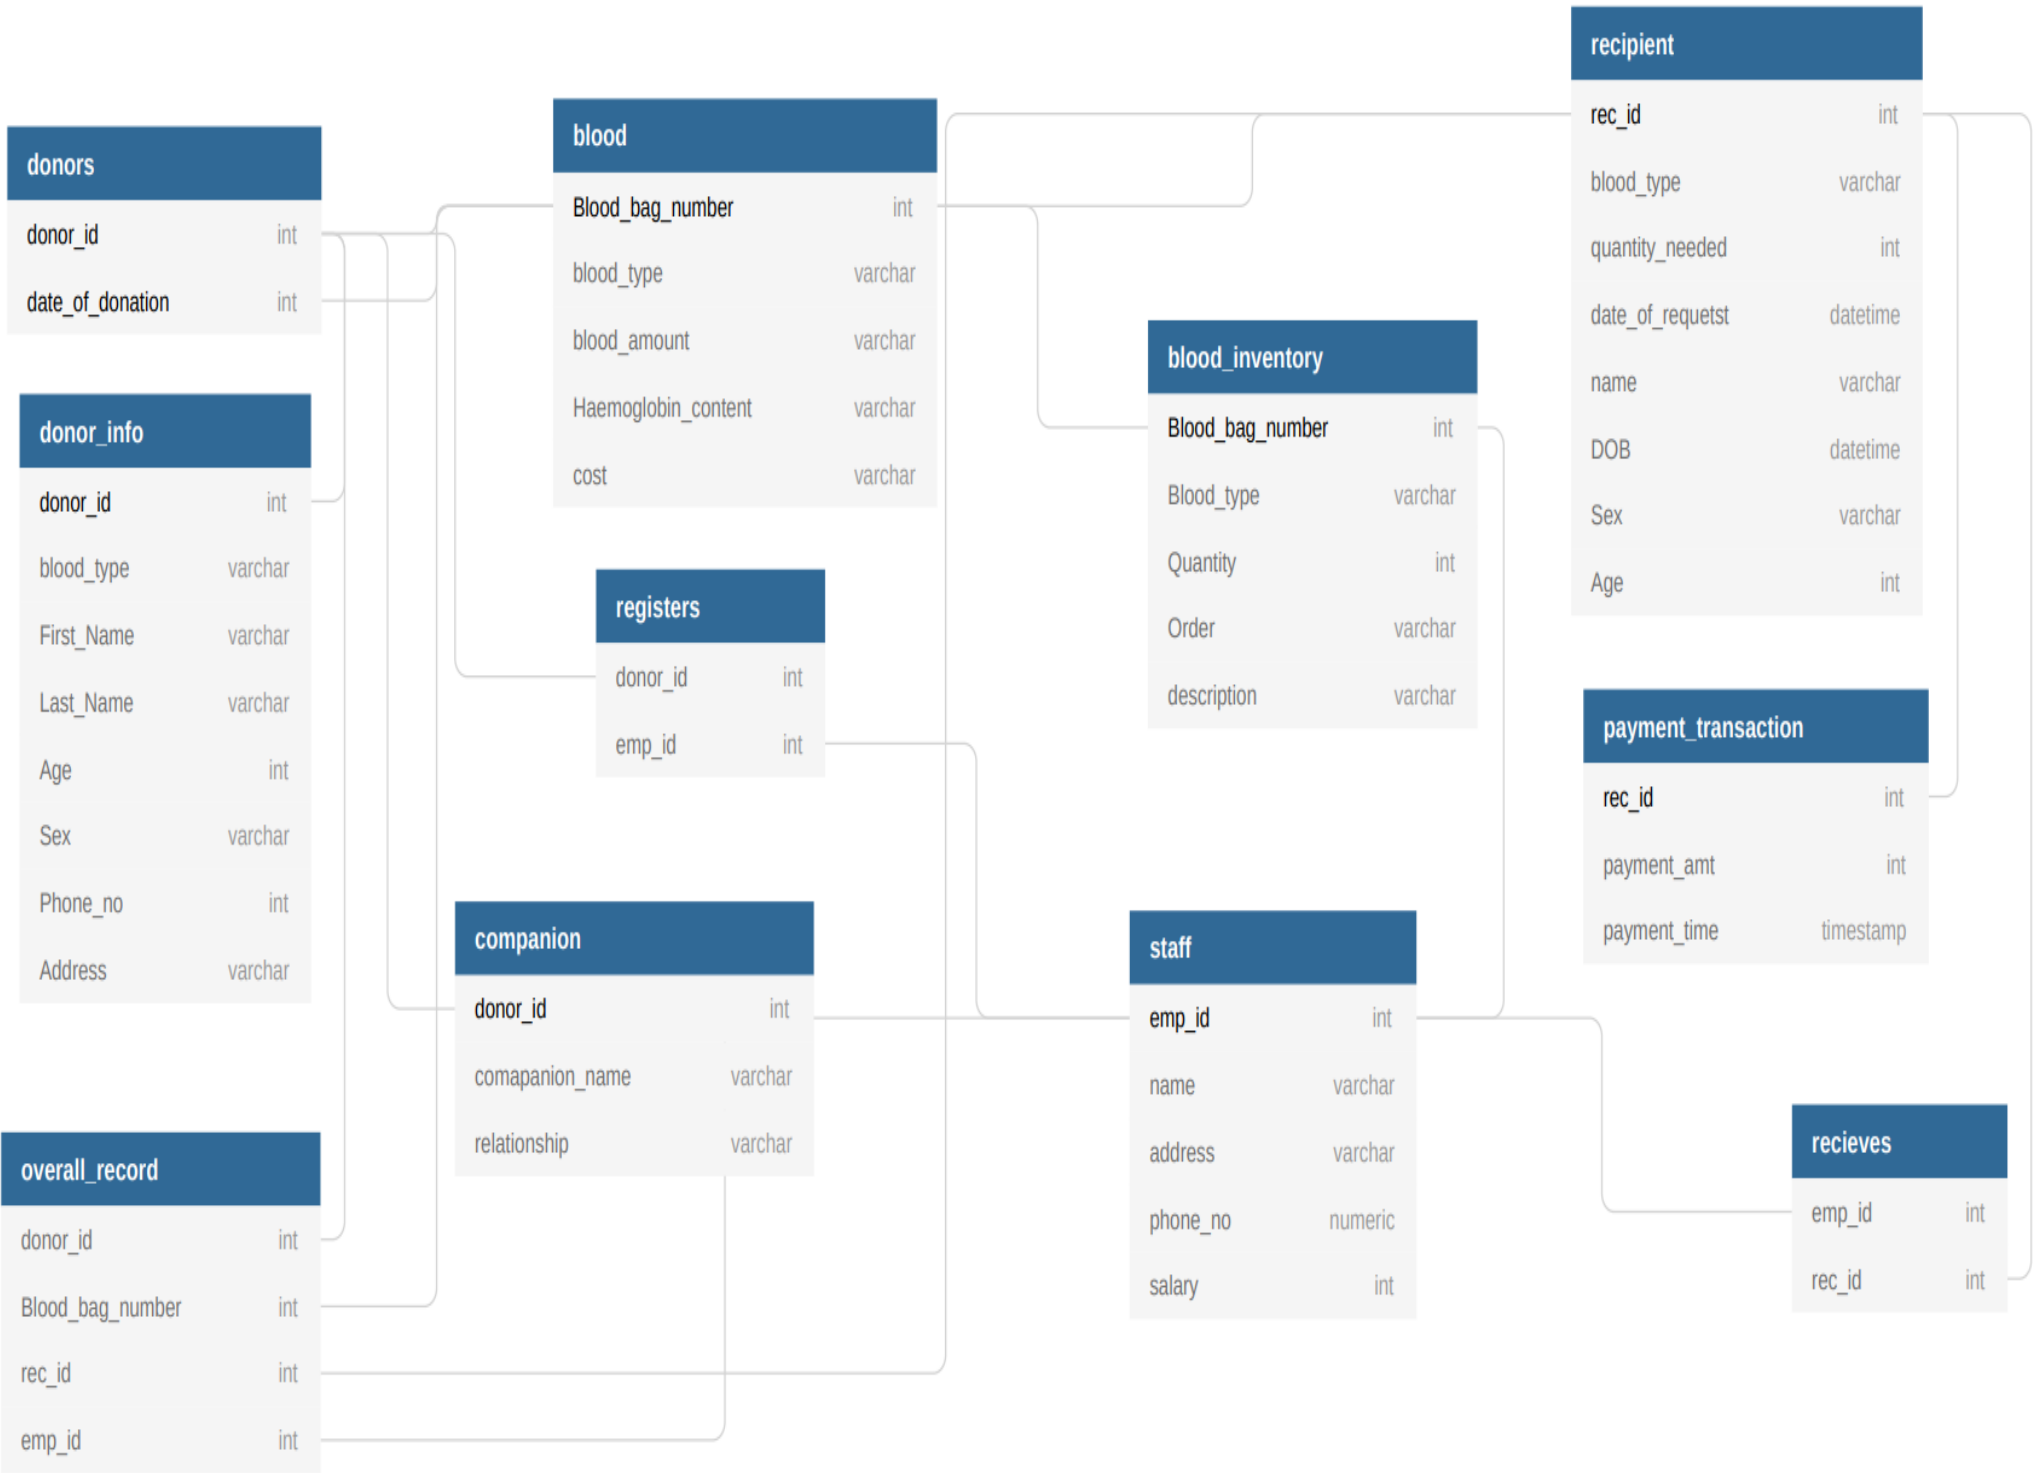 donors
donor_id int
date_of_donation int
donor_info
donor_id int
blood_type varchar
First_Name varchar
Last_Name varchar
Age int
Sex varchar
Phone_no int
Address varchar
overall_record
donor_id int
Blood_bag_number int
rec_id int
emp_id int
blood
Blood_bag_number int
blood_type varchar
blood_amount varchar
Haemoglobin_content varchar
cost varchar
registers
donor_id int
emp_id int
companion
donor_id int
comapanion_name varchar
relationship varchar
blood_inventory
Blood_bag_number int
Blood_type varchar
Quantity int
Order varchar
description varchar
staff
emp_id int
name varchar
address varchar
phone_no numeric
salary int
recipient
rec_id int
blood_type varchar
quantity_needed int
date_of_requetst datetime
name varchar
DOB datetime
Sex varchar
Age int
payment_transaction
rec_id int
payment_amt int
payment_time timestamp
recieves
emp_id int
rec_id int